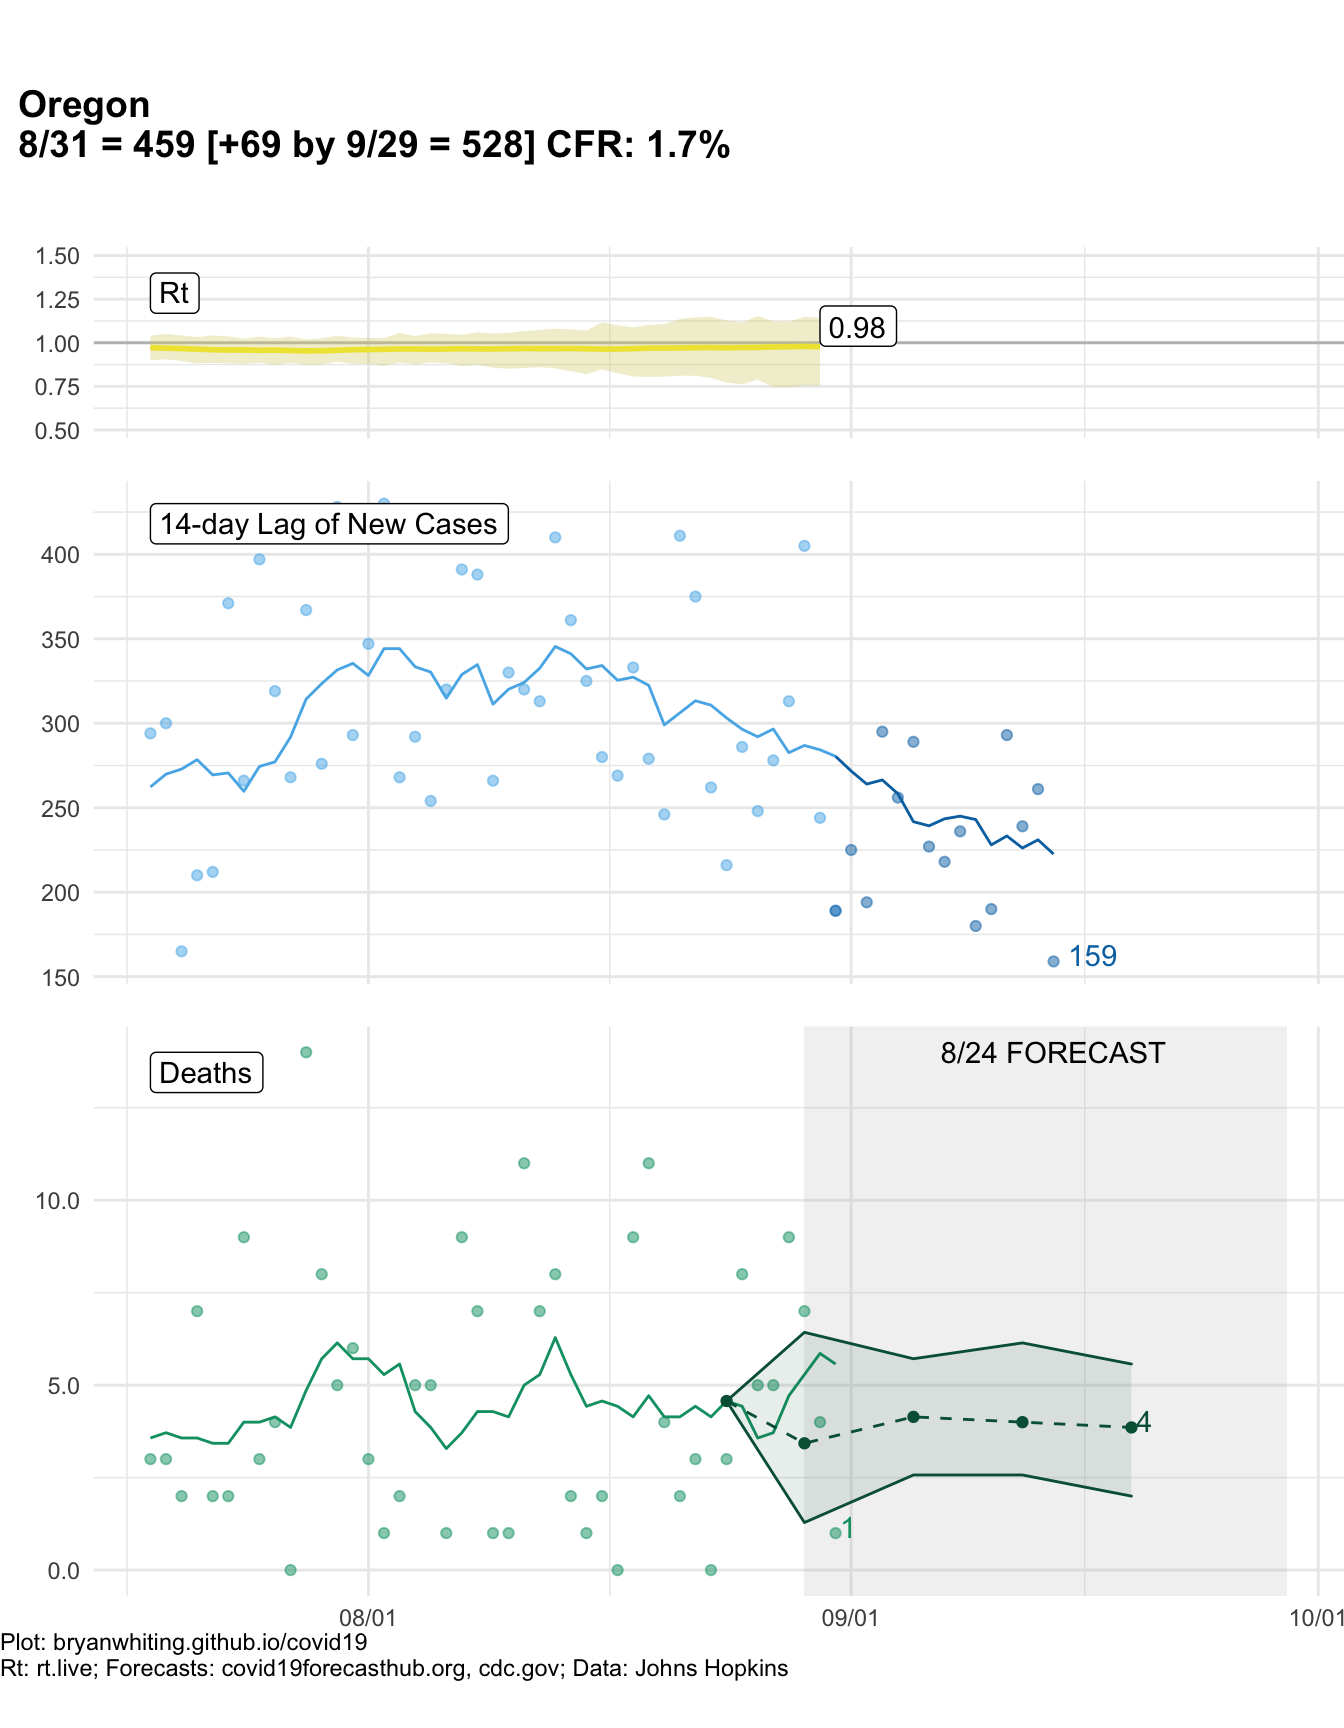 Oregon
8/31 = 459 [+69 by 9/29 = 528] CFR: 1.7%
1.50
1.25
1.00
0.75
0.50
Rt
0.98
14-day Lag of New Cases
400
350
300
250
200
150
159
Deaths
8/24 FORECAST
10.0
5.0
0.0
4
1
08/01
09/01
10/01
Plot: bryanwhiting.github.io/covid19
Rt: rt.live; Forecasts: covid19forecasthub.org, cdc.gov; Data: Johns Hopkins